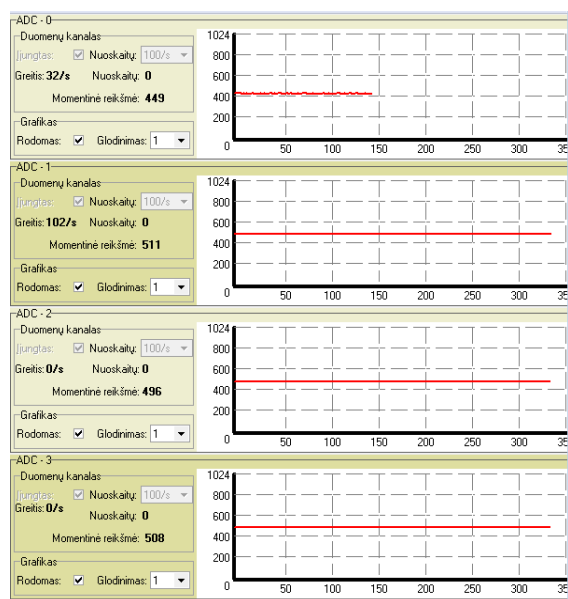 ADC - 0
Duomenų kanalas
Įjungtas: Nuoskaitų: 100/s
Greitis: 32/s Nuoskaitų: 0
Momentinė reikšmė: 449
Grafikas
Rodomas: Glodinimas: 1
1024
800
600
400
200
0 50 100 150 200 250 300 35
ADC - 1
Duomenų kanalas
Įjungtas: Nuoskaitų: 100/s
Greitis: 102/s Nuoskaitų: 0
Momentinė reikšmė: 511
Grafikas
Rodomas: Glodinimas: 1
1024
800
600
400
200
0 50 100 150 200 250 300 35
ADC - 2
Duomenų kanalas
Įjungtas: Nuoskaitų: 100/s
Greitis: 0/s Nuoskaitų: 0
Momentinė reikšmė: 496
Grafikas
Rodomas: Glodinimas: 1
1024
800
600
400
200
0 50 100 150 200 250 300 35
ADC - 3
Duomenų kanalas
Įjungtas: Nuoskaitų: 100/s
Greitis: 0/s
Nuoskaitų: 0
Momentinė reikšmė: 508
Grafikas
Rodomas: Glodinimas: 1
1024
800
600
400
200
0 50 100 150 200 250 300 35